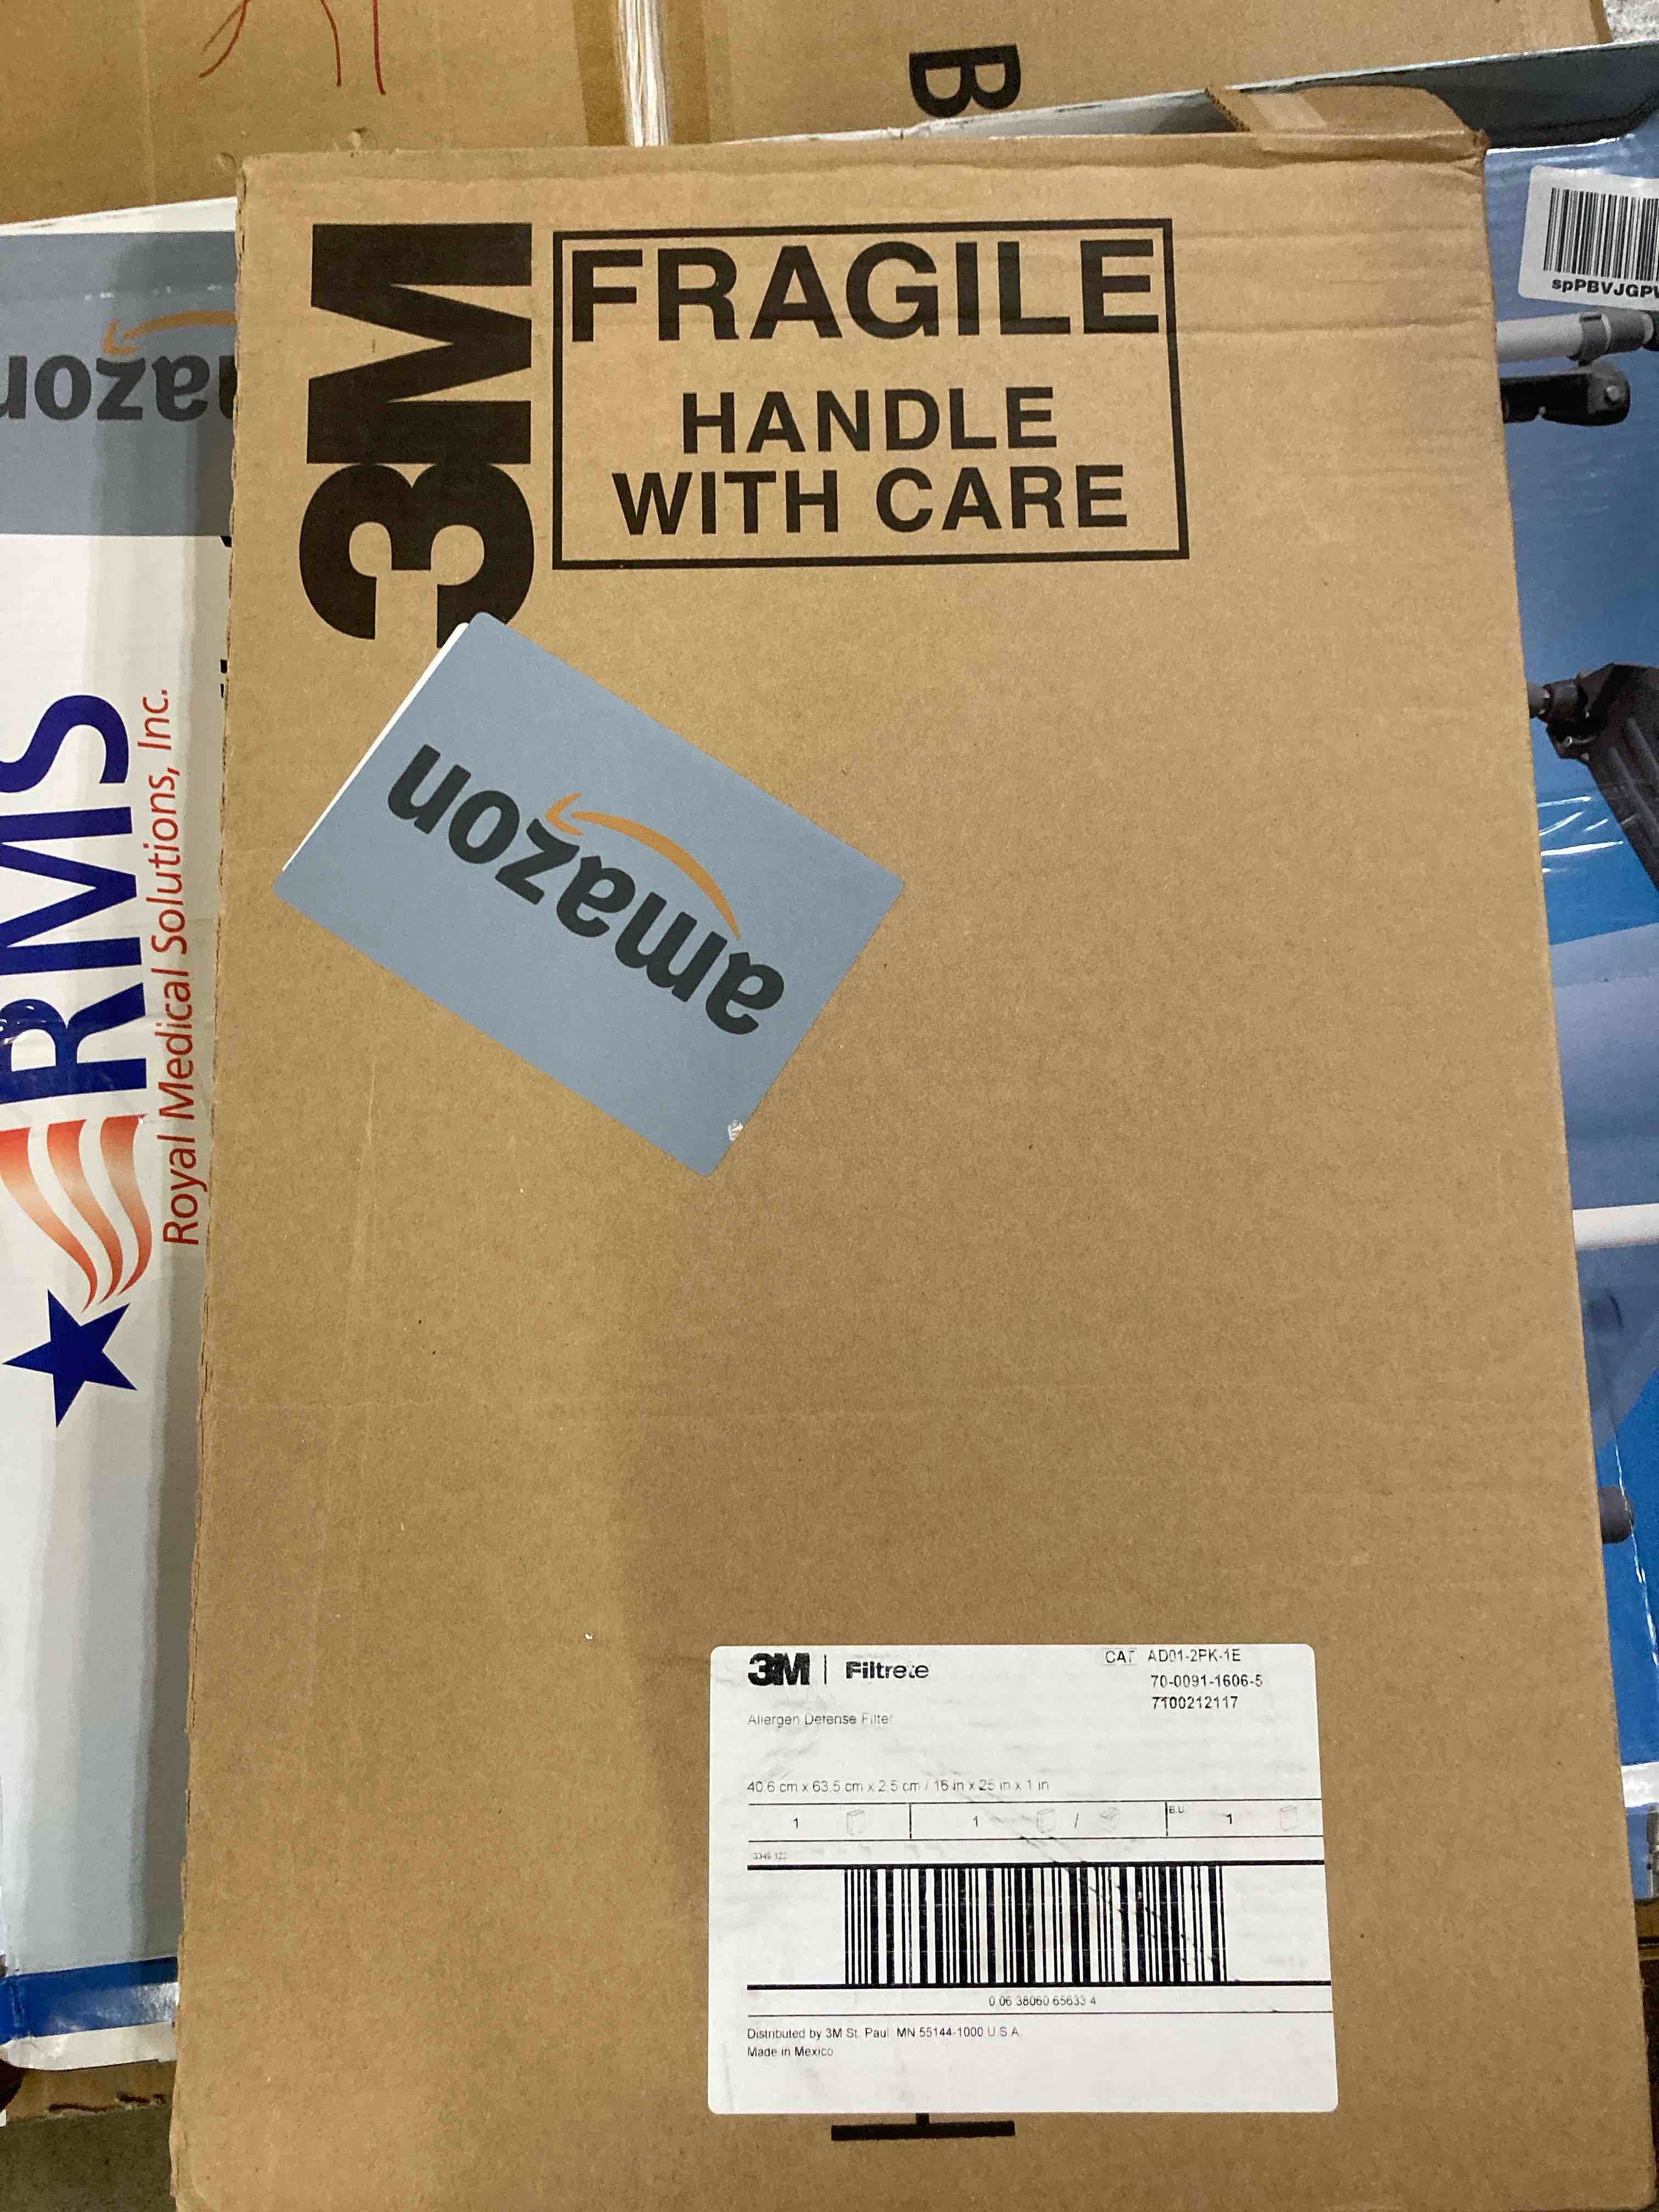 B
3M
FRAGILE
HANDLE
WITH CARE
spPBVJGPV
amazon
amazon
RMS
Royal Medical Solutions, Inc.
3M | Filtrete
CAT AD01-2PK-1E
70-0091-1606-5
7100212117
Allergen Defense Filter
40.6 cm x 63.5 cm x 2.5 cm / 16 in x 25 in x 1 in
1 1 / B.U. 1
0 06 38060 65633 4
Distributed by 3M St. Paul MN 55144-1000 U.S.A.
Made in Mexico